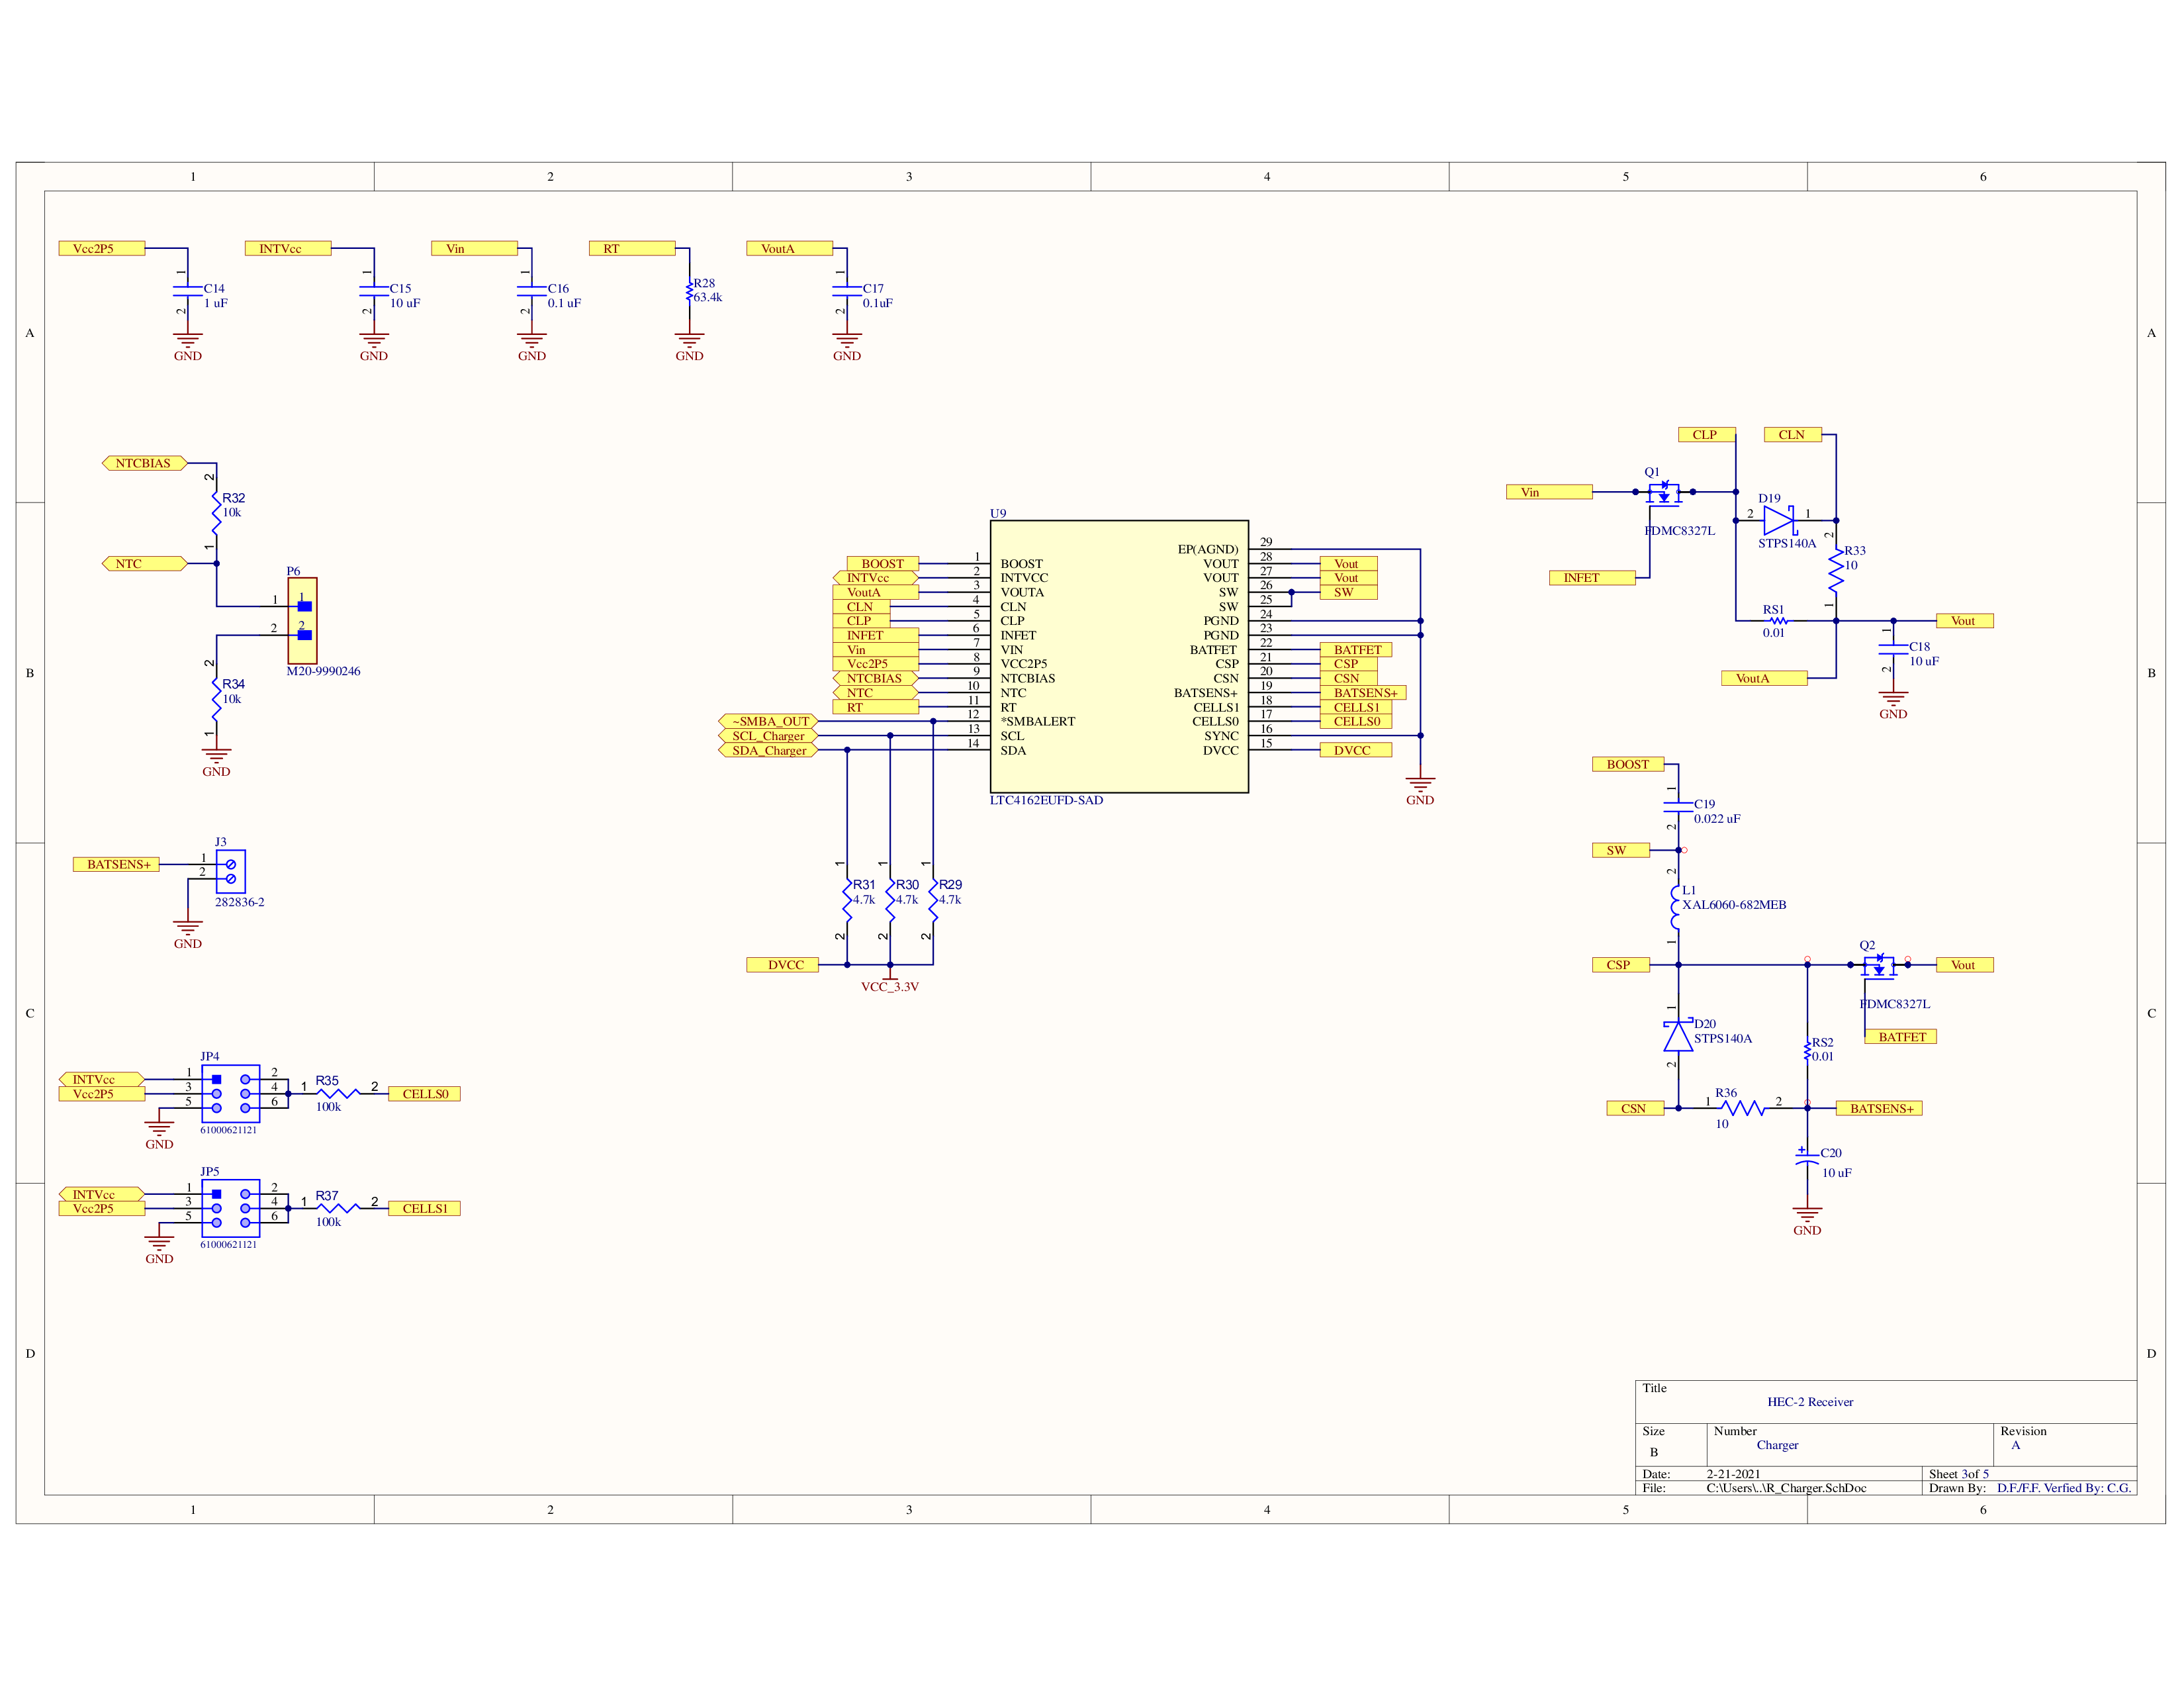 1 2 3 4 5 6
A A
B B
C C
D D
Vcc2P5 INTVcc Vin RT VoutA
1 1 1 1
C14 C15 C16 R28 C17
1 uF 10 uF 0.1 uF 63.4k 0.1uF
2 2 2 2
GND GND GND GND GND
NTCBIAS
2
R32
10k
1
NTC
P6
1 1
2 2
M20-9990246
2
R34
10k
1
GND
J3
BATSENS+ 1
2
282836-2
GND
JP4
INTVcc 1 2
Vcc2P5 3 4
5 6
61000621121
GND
R35
1 2
100k
CELLS0
JP5
INTVcc 1 2
Vcc2P5 3 4
5 6
61000621121
GND
R37
1 2
100k
CELLS1
U9
BOOST 1 BOOST
INTVcc 2 INTVCC
VoutA 3 VOUTA
CLN 4 CLN
CLP 5 CLP
INFET 6 INFET
Vin 7 VIN
Vcc2P5 8 VCC2P5
NTCBIAS 9 NTCBIAS
NTC 10 NTC
RT 11 RT
~SMBA_OUT 12 *SMBALERT
SCL_Charger 13 SCL
SDA_Charger 14 SDA
EP(AGND) 29
VOUT 28 Vout
VOUT 27 Vout
SW 26 SW
SW 25
PGND 24
PGND 23
BATFET 22 BATFET
CSP 21 CSP
CSN 20 CSN
BATSENS+ 19 BATSENS+
CELLS1 18 CELLS1
CELLS0 17 CELLS0
SYNC 16
DVCC 15 DVCC
LTC4162EUFD-SAD
GND
1 1 1
R31 R30 R29
4.7k 4.7k 4.7k
2 2 2
DVCC
VCC_3.3V
CLP CLN
Q1
Vin
FDMC8327L
INFET
D19
2 1
STPS140A
2
R33
10
1
RS1
0.01
Vout
VoutA
1
C18
10 uF
2
GND
BOOST
1
C19
0.022 uF
2
SW
2
L1
XAL6060-682MEB
1
CSP
Q2
Vout
FDMC8327L
BATFET
1
D20
STPS140A
2
RS2
0.01
CSN
R36
1 2
10
BATSENS+
+
C20
10 uF
GND
Title
HEC-2 Receiver
Size Number Revision
B Charger A
Date: 2-21-2021 Sheet 3of 5
File: C:\Users\..\R_Charger.SchDoc Drawn By: D.F./F.F. Verfied By: C.G.
1 2 3 4 5 6